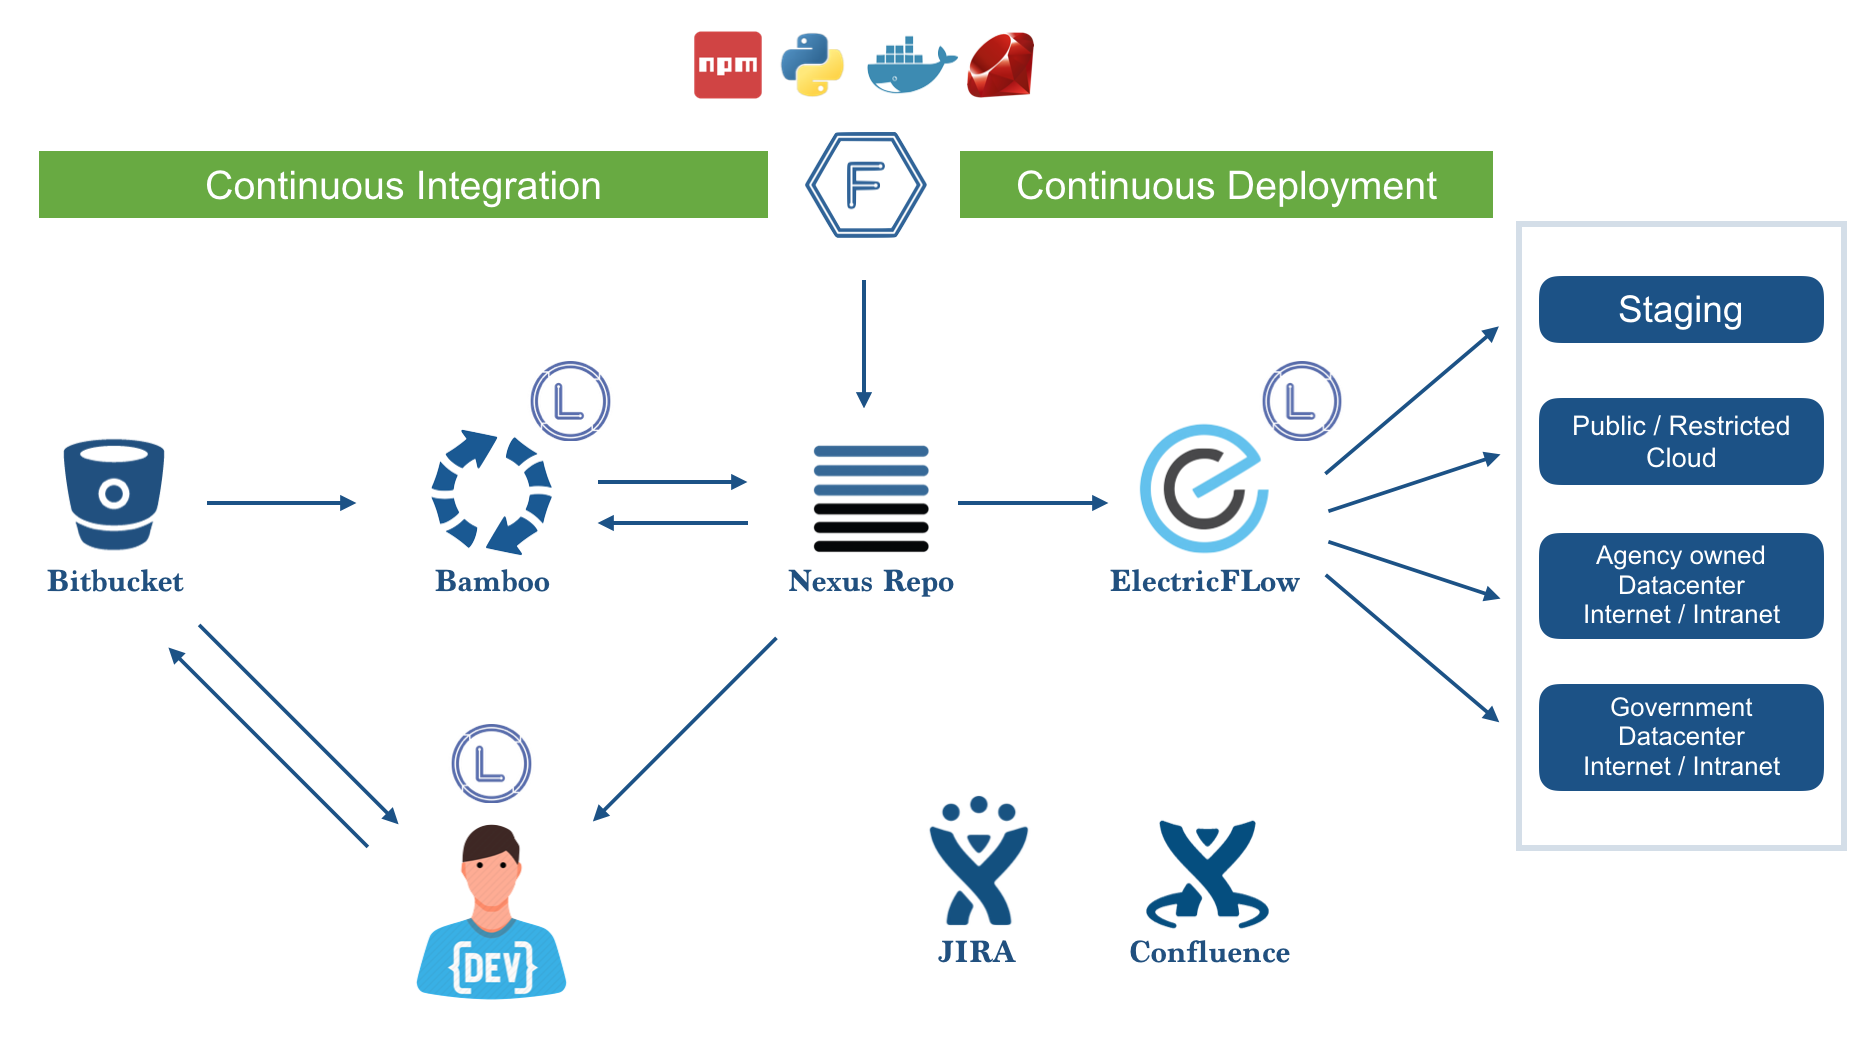 npm
Continuous Integration
F
Continuous Deployment
Staging
Public / Restricted
Cloud
Agency owned
Datacenter
Internet / Intranet
Government
Datacenter
Internet / Intranet
L
L
Bitbucket
Bamboo
Nexus Repo
ElectricFLow
L
{DEV}
JIRA
Confluence